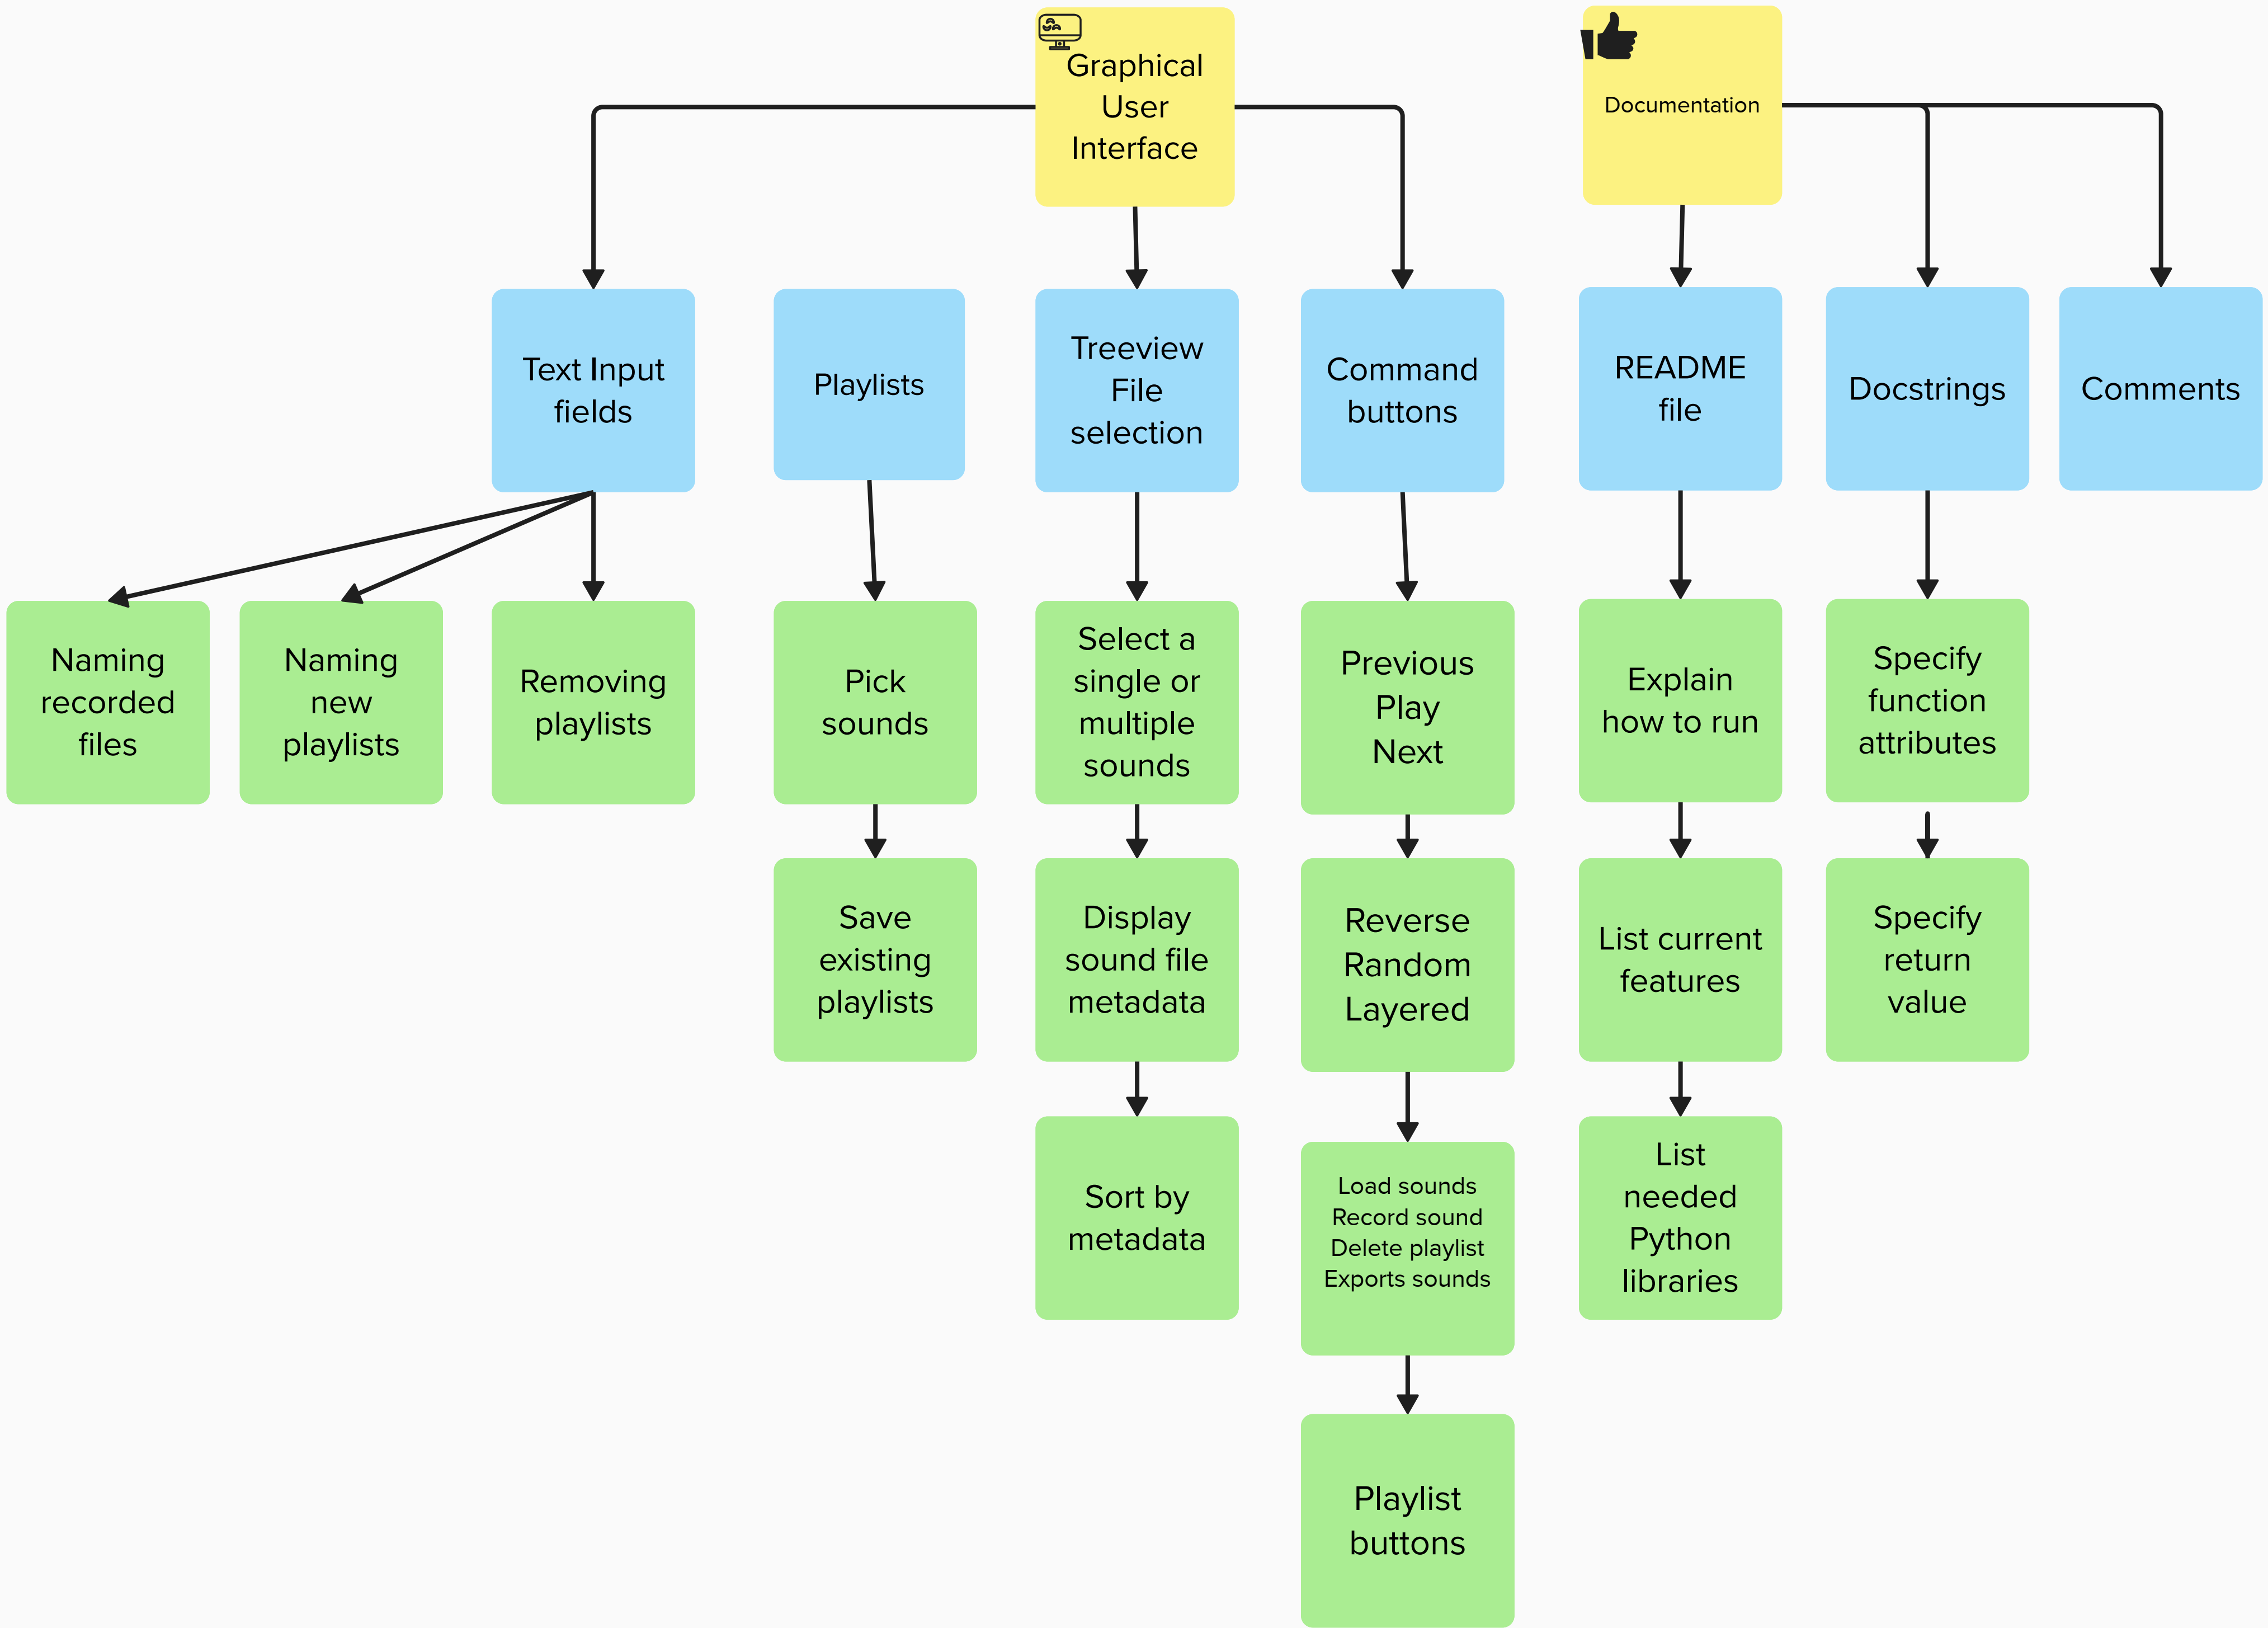 Graphical
User
Interface
Documentation
Text Input
fields
Playlists
Treeview
File
selection
Command
buttons
README
file
Docstrings
Comments
Naming
recorded
files
Naming
new
playlists
Removing
playlists
Pick
sounds
Select a
single or
multiple
sounds
Previous
Play
Next
Explain
how to run
Specify
function
attributes
Save
existing
playlists
Display
sound file
metadata
Reverse
Random
Layered
List current
features
Specify
return
value
Sort by
metadata
Load sounds
Record sound
Delete playlist
Exports sounds
List
needed
Python
libraries
Playlist
buttons